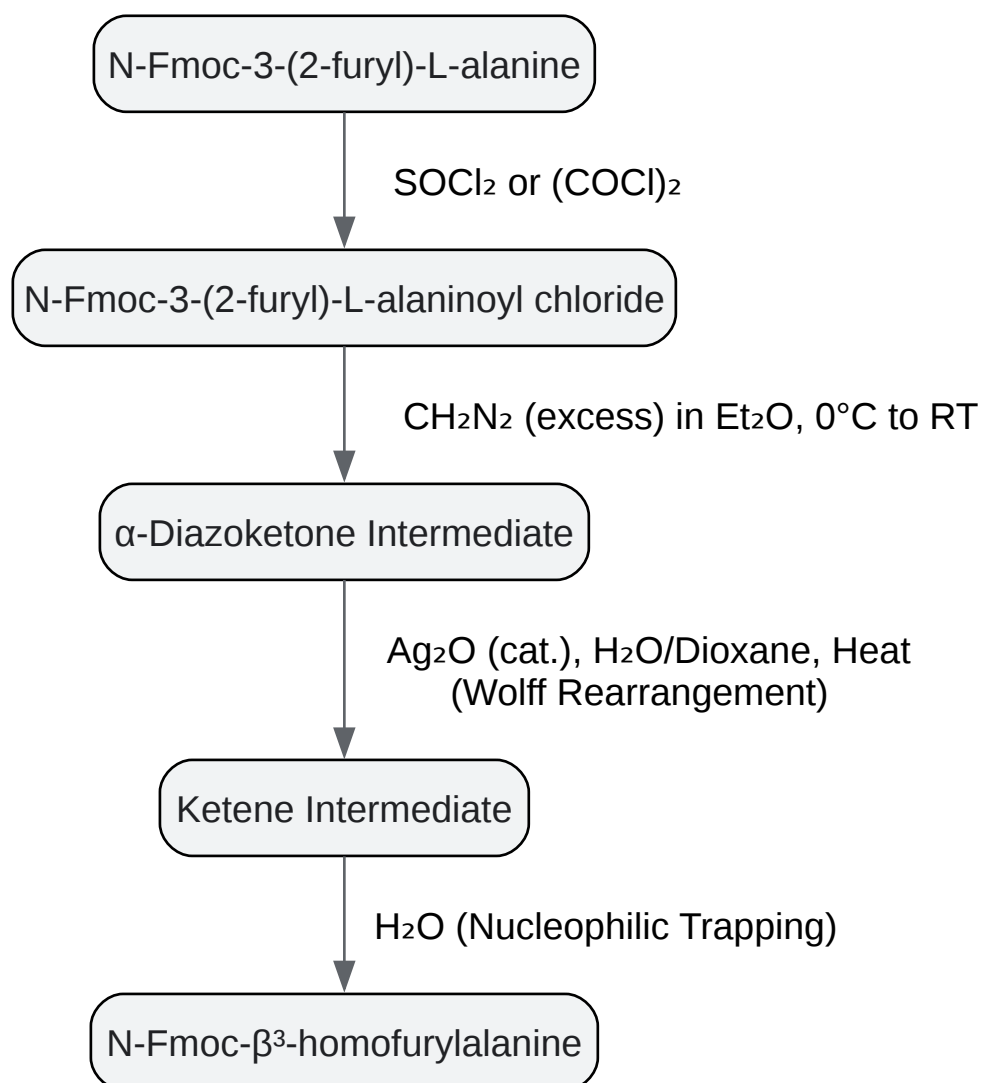 N-Fmoc-3-(2-furyl)-L-alanine
SOCl₂ or (COCl)₂
N-Fmoc-3-(2-furyl)-L-alaninoyl chloride
CH₂N₂ (excess) in Et₂O, 0°C to RT
α-Diazoketone Intermediate
Ag₂O (cat.), H₂O/Dioxane, Heat
(Wolff Rearrangement)
Ketene Intermediate
H₂O (Nucleophilic Trapping)
N-Fmoc-β³-homofurylalanine